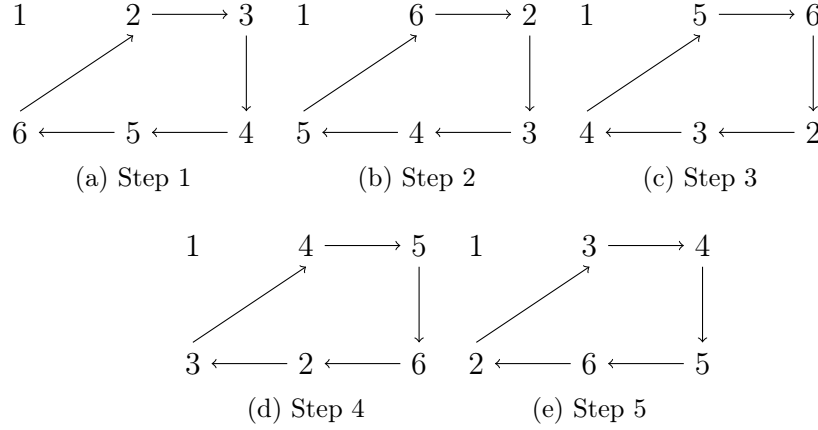 1 2 3 1 6 2 1 5 6
6 5 4 5 4 3 4 3 2
(a) Step 1 (b) Step 2 (c) Step 3
1 4 5 1 3 4
3 2 6 2 6 5
(d) Step 4 (e) Step 5